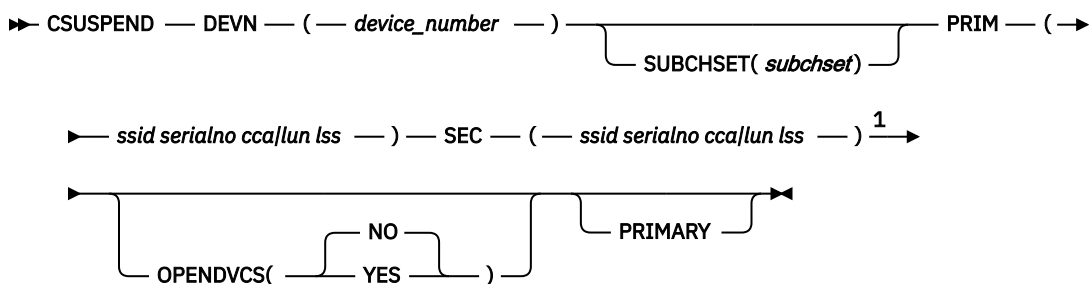 CSUSPEND DEVN ( device_number ) PRIM (
SUBCHSET( subchset)
ssid serialno cca/lun lss ) SEC ( ssid serialno cca/lun lss ) 1
NO
OPENDVCS( YES )
PRIMARY